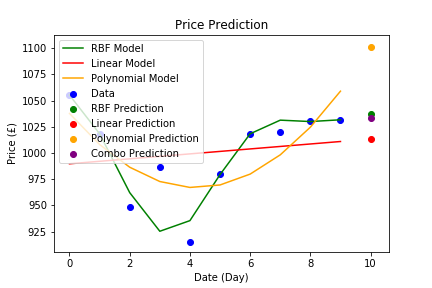 Price Prediction
1100
1075
1050
1025
1000
975
950
925
Price (£)
RBF Model
Linear Model
Polynomial Model
Data
RBF Prediction
Linear Prediction
Polynomial Prediction
Combo Prediction
0
2
4
6
8
10
Date (Day)